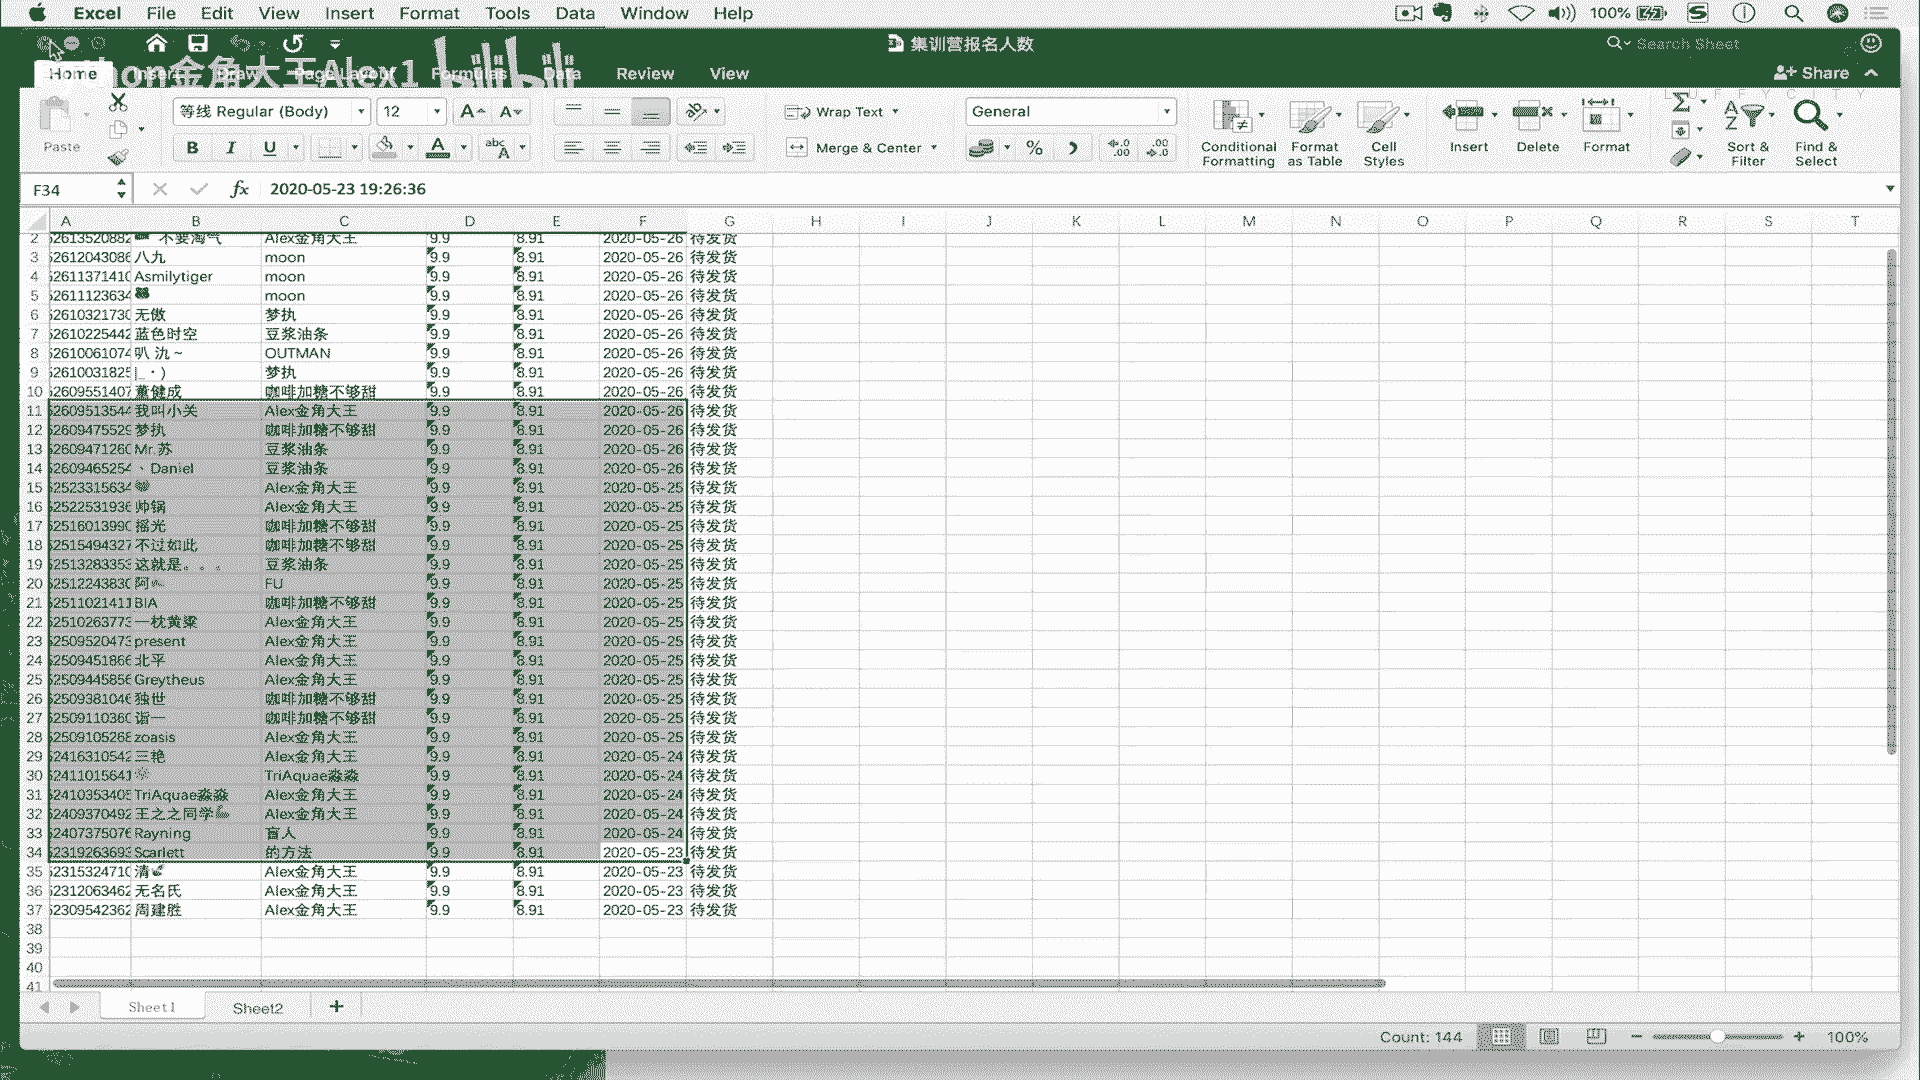 Excel File Edit View Insert Format Tools Data Window Help 100%
集训营报名人数 Search Sheet
Python金角大王Alex1 bilibili
Home Insert Draw Page Layout Formulas Data Review View Share
LUFFYCITY
等线 Regular (Body) 12 Wrap Text General
Paste B I U Merge & Center Conditional Formatting Format as Table Cell Styles Insert Delete Format Sort & Filter Find & Select
F34 fx 2020-05-23 19:26:36
A B C D E F G H I J K L M N O P Q R S T
2 52613520882 不要淘气 Alex金角大王 9.9 8.91 2020-05-26 待发货
3 52612043086 八九 moon 9.9 8.91 2020-05-26 待发货
4 52611371410 Asmilytiger moon 9.9 8.91 2020-05-26 待发货
5 52611123634 moon 9.9 8.91 2020-05-26 待发货
6 52610321730 无傲 梦执 9.9 8.91 2020-05-26 待发货
7 52610225442 蓝色时空 豆浆油条 9.9 8.91 2020-05-26 待发货
8 52610061074 叭 氿 ~ OUTMAN 9.9 8.91 2020-05-26 待发货
9 52610031825 |_・) 梦执 9.9 8.91 2020-05-26 待发货
10 52609551407 董健成 咖啡加糖不够甜 9.9 8.91 2020-05-26 待发货
11 52609513544 我叫小关 Alex金角大王 9.9 8.91 2020-05-26 待发货
12 52609475529 梦执 咖啡加糖不够甜 9.9 8.91 2020-05-26 待发货
13 52609471260 Mr.苏 豆浆油条 9.9 8.91 2020-05-26 待发货
14 52609465254 、Daniel 豆浆油条 9.9 8.91 2020-05-26 待发货
15 52523315634 Alex金角大王 9.9 8.91 2020-05-25 待发货
16 52522531936 帅锅 Alex金角大王 9.9 8.91 2020-05-25 待发货
17 52516013990 摇光 咖啡加糖不够甜 9.9 8.91 2020-05-25 待发货
18 52515494327 不过如此 咖啡加糖不够甜 9.9 8.91 2020-05-25 待发货
19 52513283353 这就是。。。 豆浆油条 9.9 8.91 2020-05-25 待发货
20 52512243830 阿 FU 9.9 8.91 2020-05-25 待发货
21 52511021411 BIA 咖啡加糖不够甜 9.9 8.91 2020-05-25 待发货
22 52510263773 一枕黄粱 Alex金角大王 9.9 8.91 2020-05-25 待发货
23 52509520473 present Alex金角大王 9.9 8.91 2020-05-25 待发货
24 52509451866 北平 Alex金角大王 9.9 8.91 2020-05-25 待发货
25 52509445856 Greytheus Alex金角大王 9.9 8.91 2020-05-25 待发货
26 52509381046 独世 咖啡加糖不够甜 9.9 8.91 2020-05-25 待发货
27 52509110360 诣一 咖啡加糖不够甜 9.9 8.91 2020-05-25 待发货
28 52509105268 zoasis Alex金角大王 9.9 8.91 2020-05-25 待发货
29 52416310542 三艳 Alex金角大王 9.9 8.91 2020-05-24 待发货
30 52411015641 TriAquae淼淼 9.9 8.91 2020-05-24 待发货
31 52410353405 TriAquae淼淼 Alex金角大王 9.9 8.91 2020-05-24 待发货
32 52409370492 王之之同学 Alex金角大王 9.9 8.91 2020-05-24 待发货
33 52407375076 Rayning 盲人 9.9 8.91 2020-05-24 待发货
34 52319263693 Scarlett 的方法 9.9 8.91 2020-05-23 待发货
35 52315324710 清 Alex金角大王 9.9 8.91 2020-05-23 待发货
36 52312063462 无名氏 Alex金角大王 9.9 8.91 2020-05-23 待发货
37 52309542362 周建胜 Alex金角大王 9.9 8.91 2020-05-23 待发货
38
39
40
41
Sheet1 Sheet2 +
Count: 144 100%